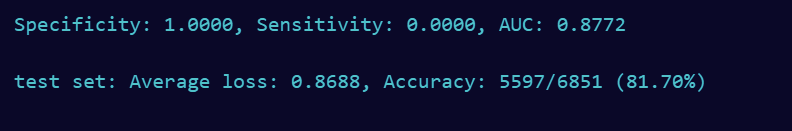 Specificity: 1.0000, Sensitivity: 0.0000, AUC: 0.8772
test set: Average loss: 0.8688, Accuracy: 5597/6851 (81.70%)